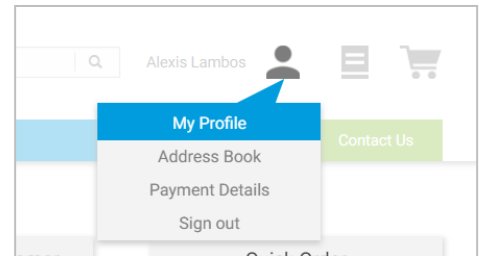 Alexis Lambos
My Profile
Contact Us
Address Book
Payment Details
Sign out